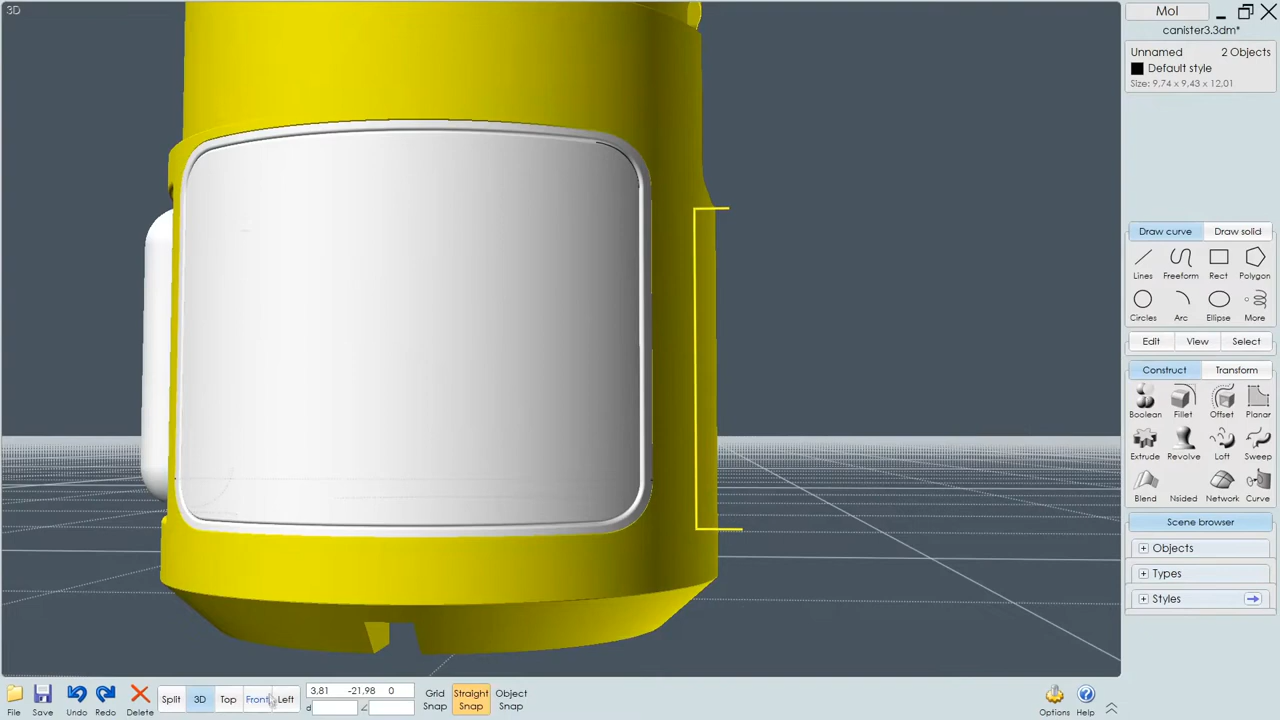 3D
MoI
canister3.3dm*
Unnamed 2 Objects
Default style
Size: 9,74 x 9,43 x 12,01
Draw curve Draw solid
Lines Freeform Rect Polygon
Circles Arc Ellipse More
Edit View Select
Construct Transform
Boolean Fillet Offset Planar
Extrude Revolve Loft Sweep
Blend Nsided Network Curve
Scene browser
Objects
Types
Styles
File Save Undo Redo Delete Split 3D Top Front Left
3,81 -21,98 0
d
Grid Snap
Straight Snap
Object Snap
Options Help